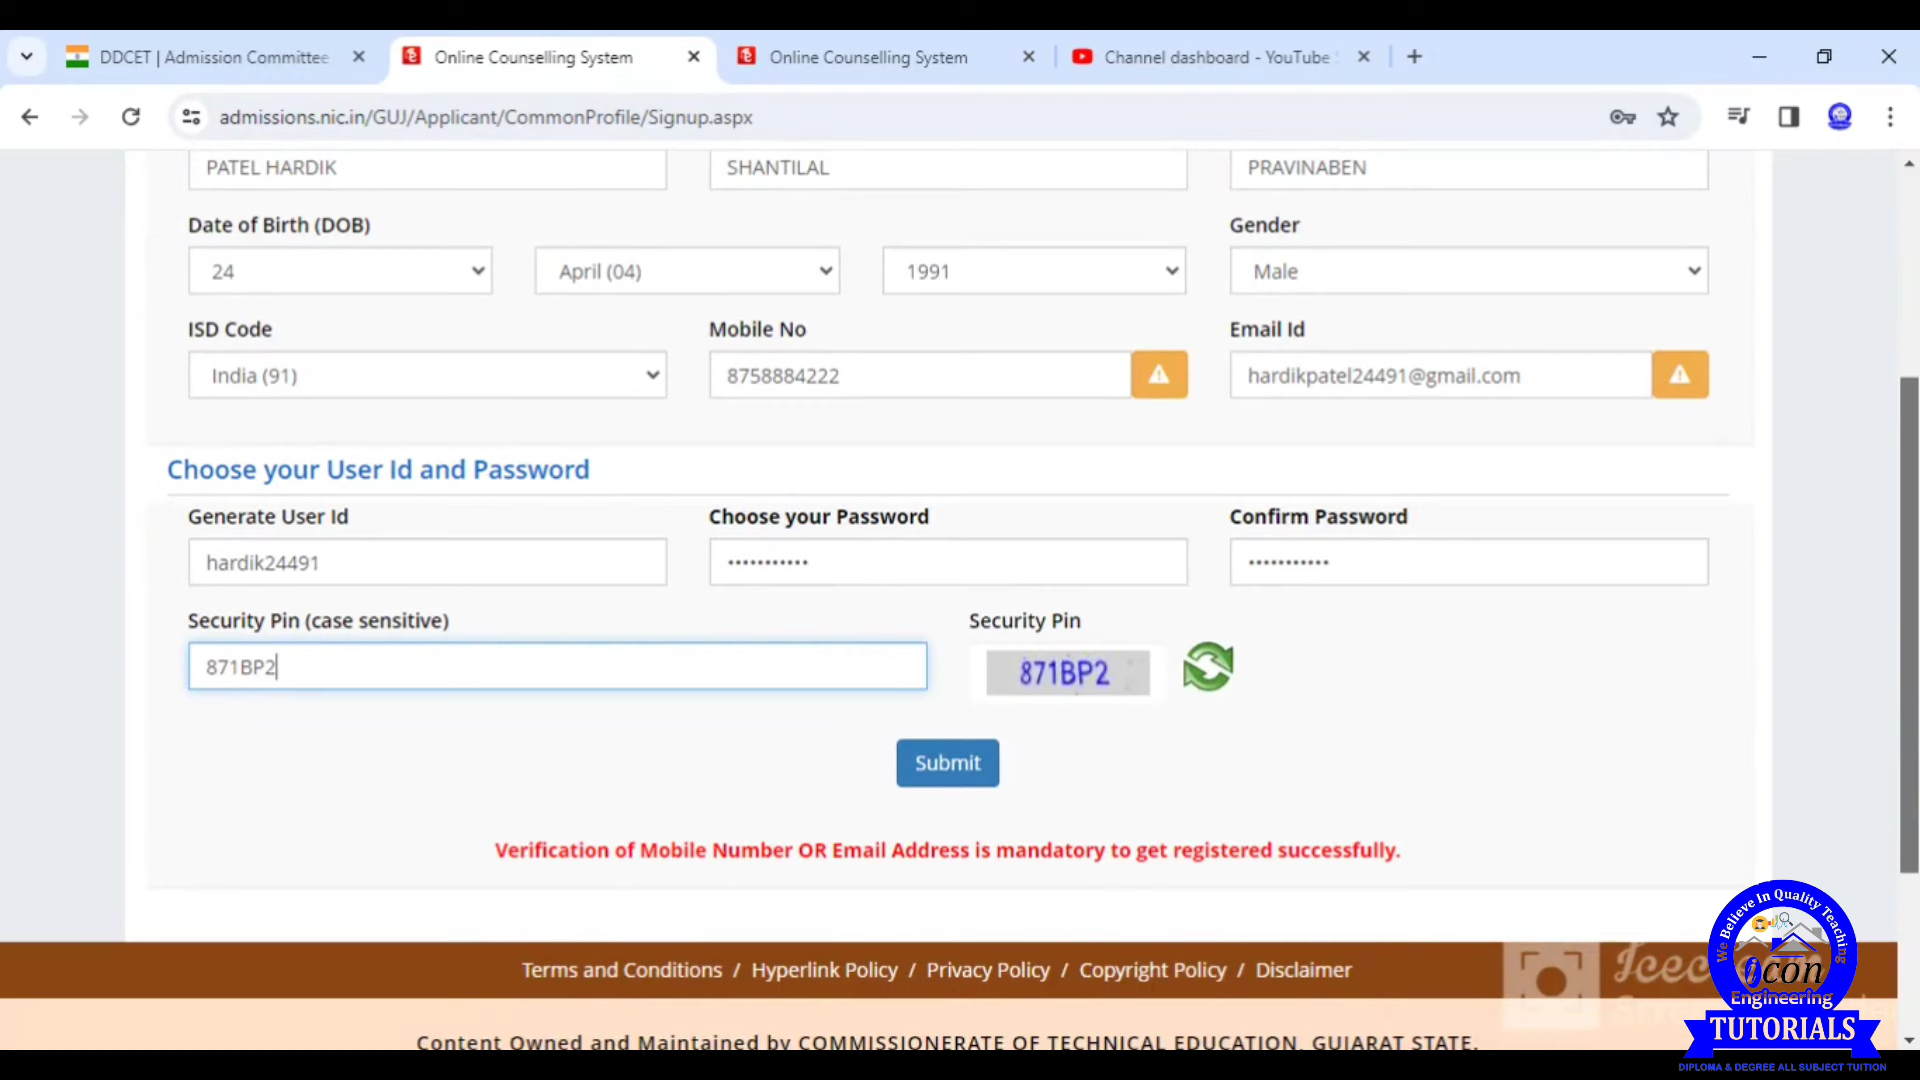 DDCET | Admission Committee
Online Counselling System
Online Counselling System
Channel dashboard - YouTube
admissions.nic.in/GUJ/Applicant/CommonProfile/Signup.aspx
PATEL HARDIK SHANTILAL PRAVINABEN
Date of Birth (DOB) Gender
24 April (04) 1991 Male
ISD Code Mobile No Email Id
India (91) 8758884222 hardikpatel24491@gmail.com
Choose your User Id and Password
Generate User Id Choose your Password Confirm Password
hardik24491 ••••••••••• •••••••••••
Security Pin (case sensitive) Security Pin
871BP2 871BP2
Submit
Verification of Mobile Number OR Email Address is mandatory to get registered successfully.
Terms and Conditions / Hyperlink Policy / Privacy Policy / Copyright Policy / Disclaimer
Content Owned and Maintained by COMMISSIONERATE OF TECHNICAL EDUCATION, GUJARAT STATE.
We Believe In Quality Teaching
icon
Engineering
TUTORIALS
DIPLOMA & DEGREE ALL SUBJECT TUITION